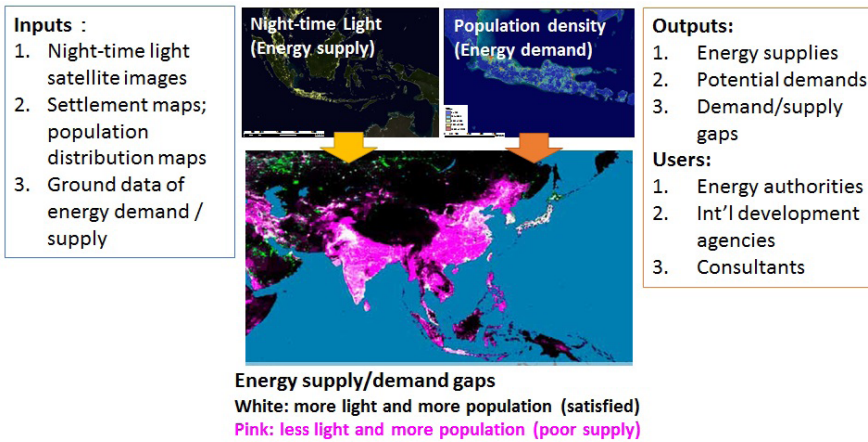 Inputs :
1. Night-time light
satellite images
2. Settlement maps;
population
distribution maps
3. Ground data of
energy demand /
supply
Night-time Light
(Energy supply)
Population density
(Energy demand)
Outputs:
1. Energy supplies
2. Potential demands
3. Demand/supply
gaps
Users:
1. Energy authorities
2. Int'l development
agencies
3. Consultants
Energy supply/demand gaps
White: more light and more population (satisfied)
Pink: less light and more population (poor supply)